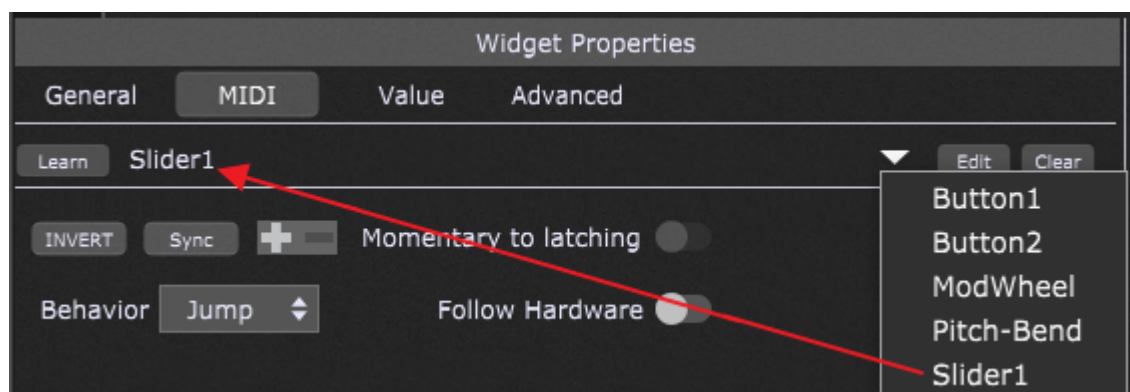 Widget Properties
General MIDI Value Advanced
Learn Slider1 Edit Clear
Button1
INVERT Sync Momentary to latching Button2
ModWheel
Behavior Jump Follow Hardware Pitch-Bend
Slider1